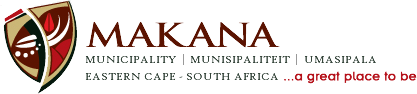 MAKANA
MUNICIPALITY | MUNISIPALITEIT | UMASIPALA
EASTERN CAPE - SOUTH AFRICA ...a great place to be